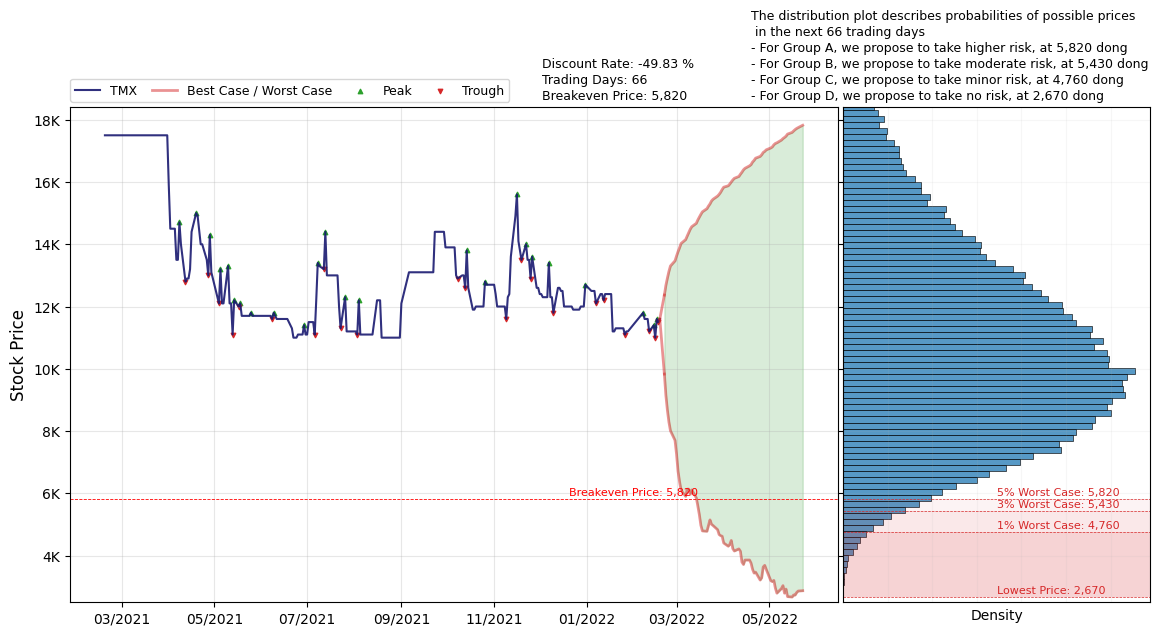 The distribution plot describes probabilities of possible prices
in the next 66 trading days
- For Group A, we propose to take higher risk, at 5,820 dong
- For Group B, we propose to take moderate risk, at 5,430 dong
- For Group C, we propose to take minor risk, at 4,760 dong
- For Group D, we propose to take no risk, at 2,670 dong
Discount Rate: -49.83 %
Trading Days: 66
Breakeven Price: 5,820
TMX
Best Case / Worst Case
Peak
Trough
Stock Price
18K
16K
14K
12K
10K
8K
6K
4K
Breakeven Price: 5,820
03/2021
05/2021
07/2021
09/2021
11/2021
01/2022
03/2022
05/2022
5% Worst Case: 5,820
3% Worst Case: 5,430
1% Worst Case: 4,760
Lowest Price: 2,670
Density